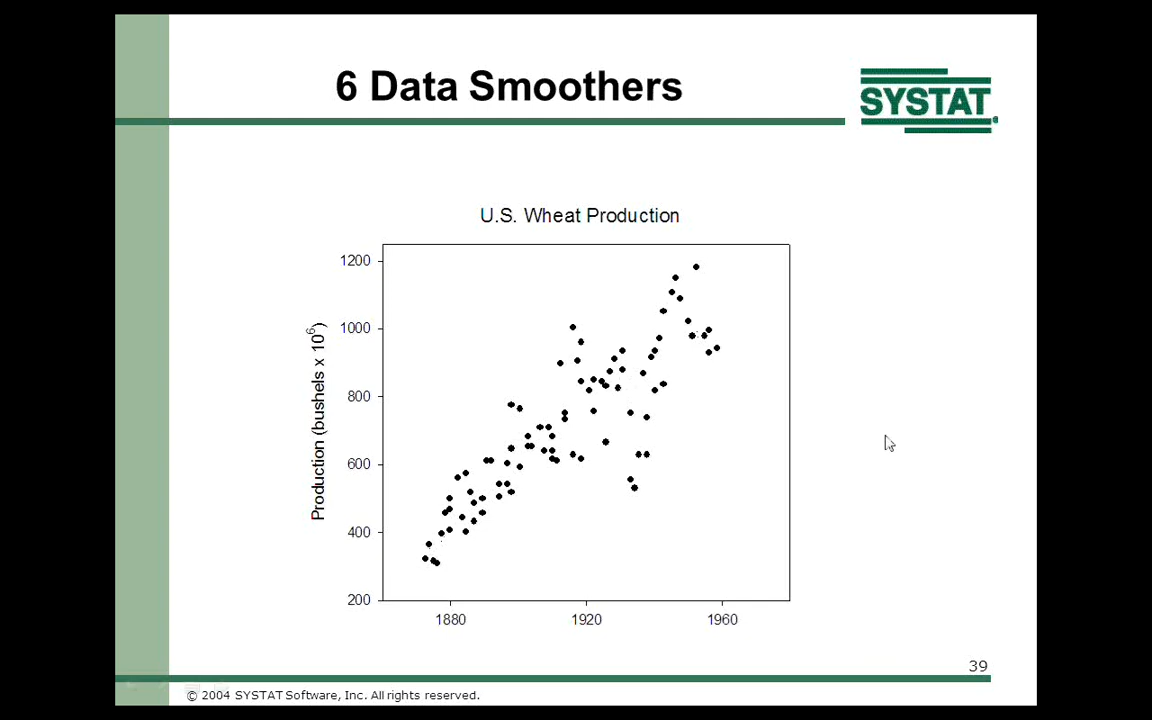 6 Data Smoothers
SYSTAT
U.S. Wheat Production
Production (bushels x 10⁶)
1200
1000
800
600
400
200
1880
1920
1960
39
© 2004 SYSTAT Software, Inc. All rights reserved.